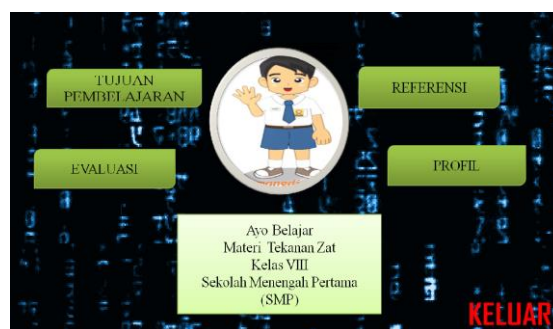 TUJUAN
PEMBELAJARAN
REFERENSI
EVALUASI
PROFIL
Ayo Belajar
Materi Tekanan Zat
Kelas VIII
Sekolah Menengah Pertama
(SMP)
KELUAR